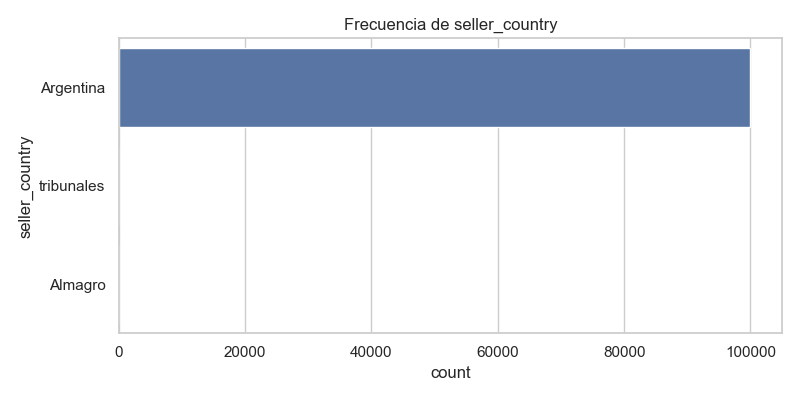 Frecuencia de seller_country
Argentina
tribunales
Almagro
seller_country
0 20000 40000 60000 80000 100000
count